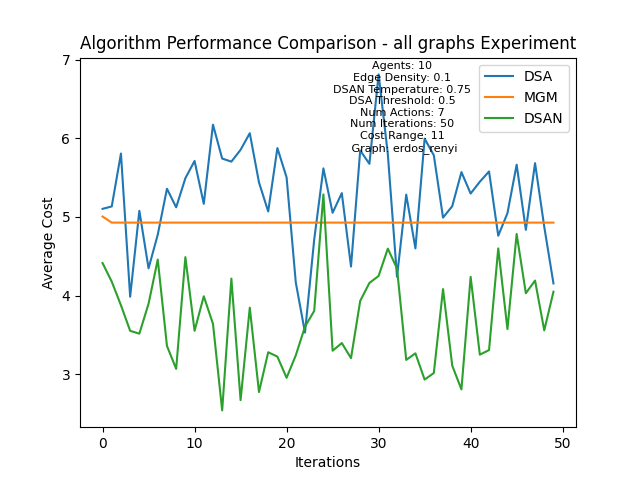 Algorithm Performance Comparison - all graphs Experiment
Agents: 10
Edge Density: 0.1
DSAN Temperature: 0.75
DSA Threshold: 0.5
Num Actions: 7
Num Iterations: 50
Cost Range: 11
Graph: erdos_renyi
DSA
MGM
DSAN
Average Cost
7
6
5
4
3
0
10
20
30
40
50
Iterations